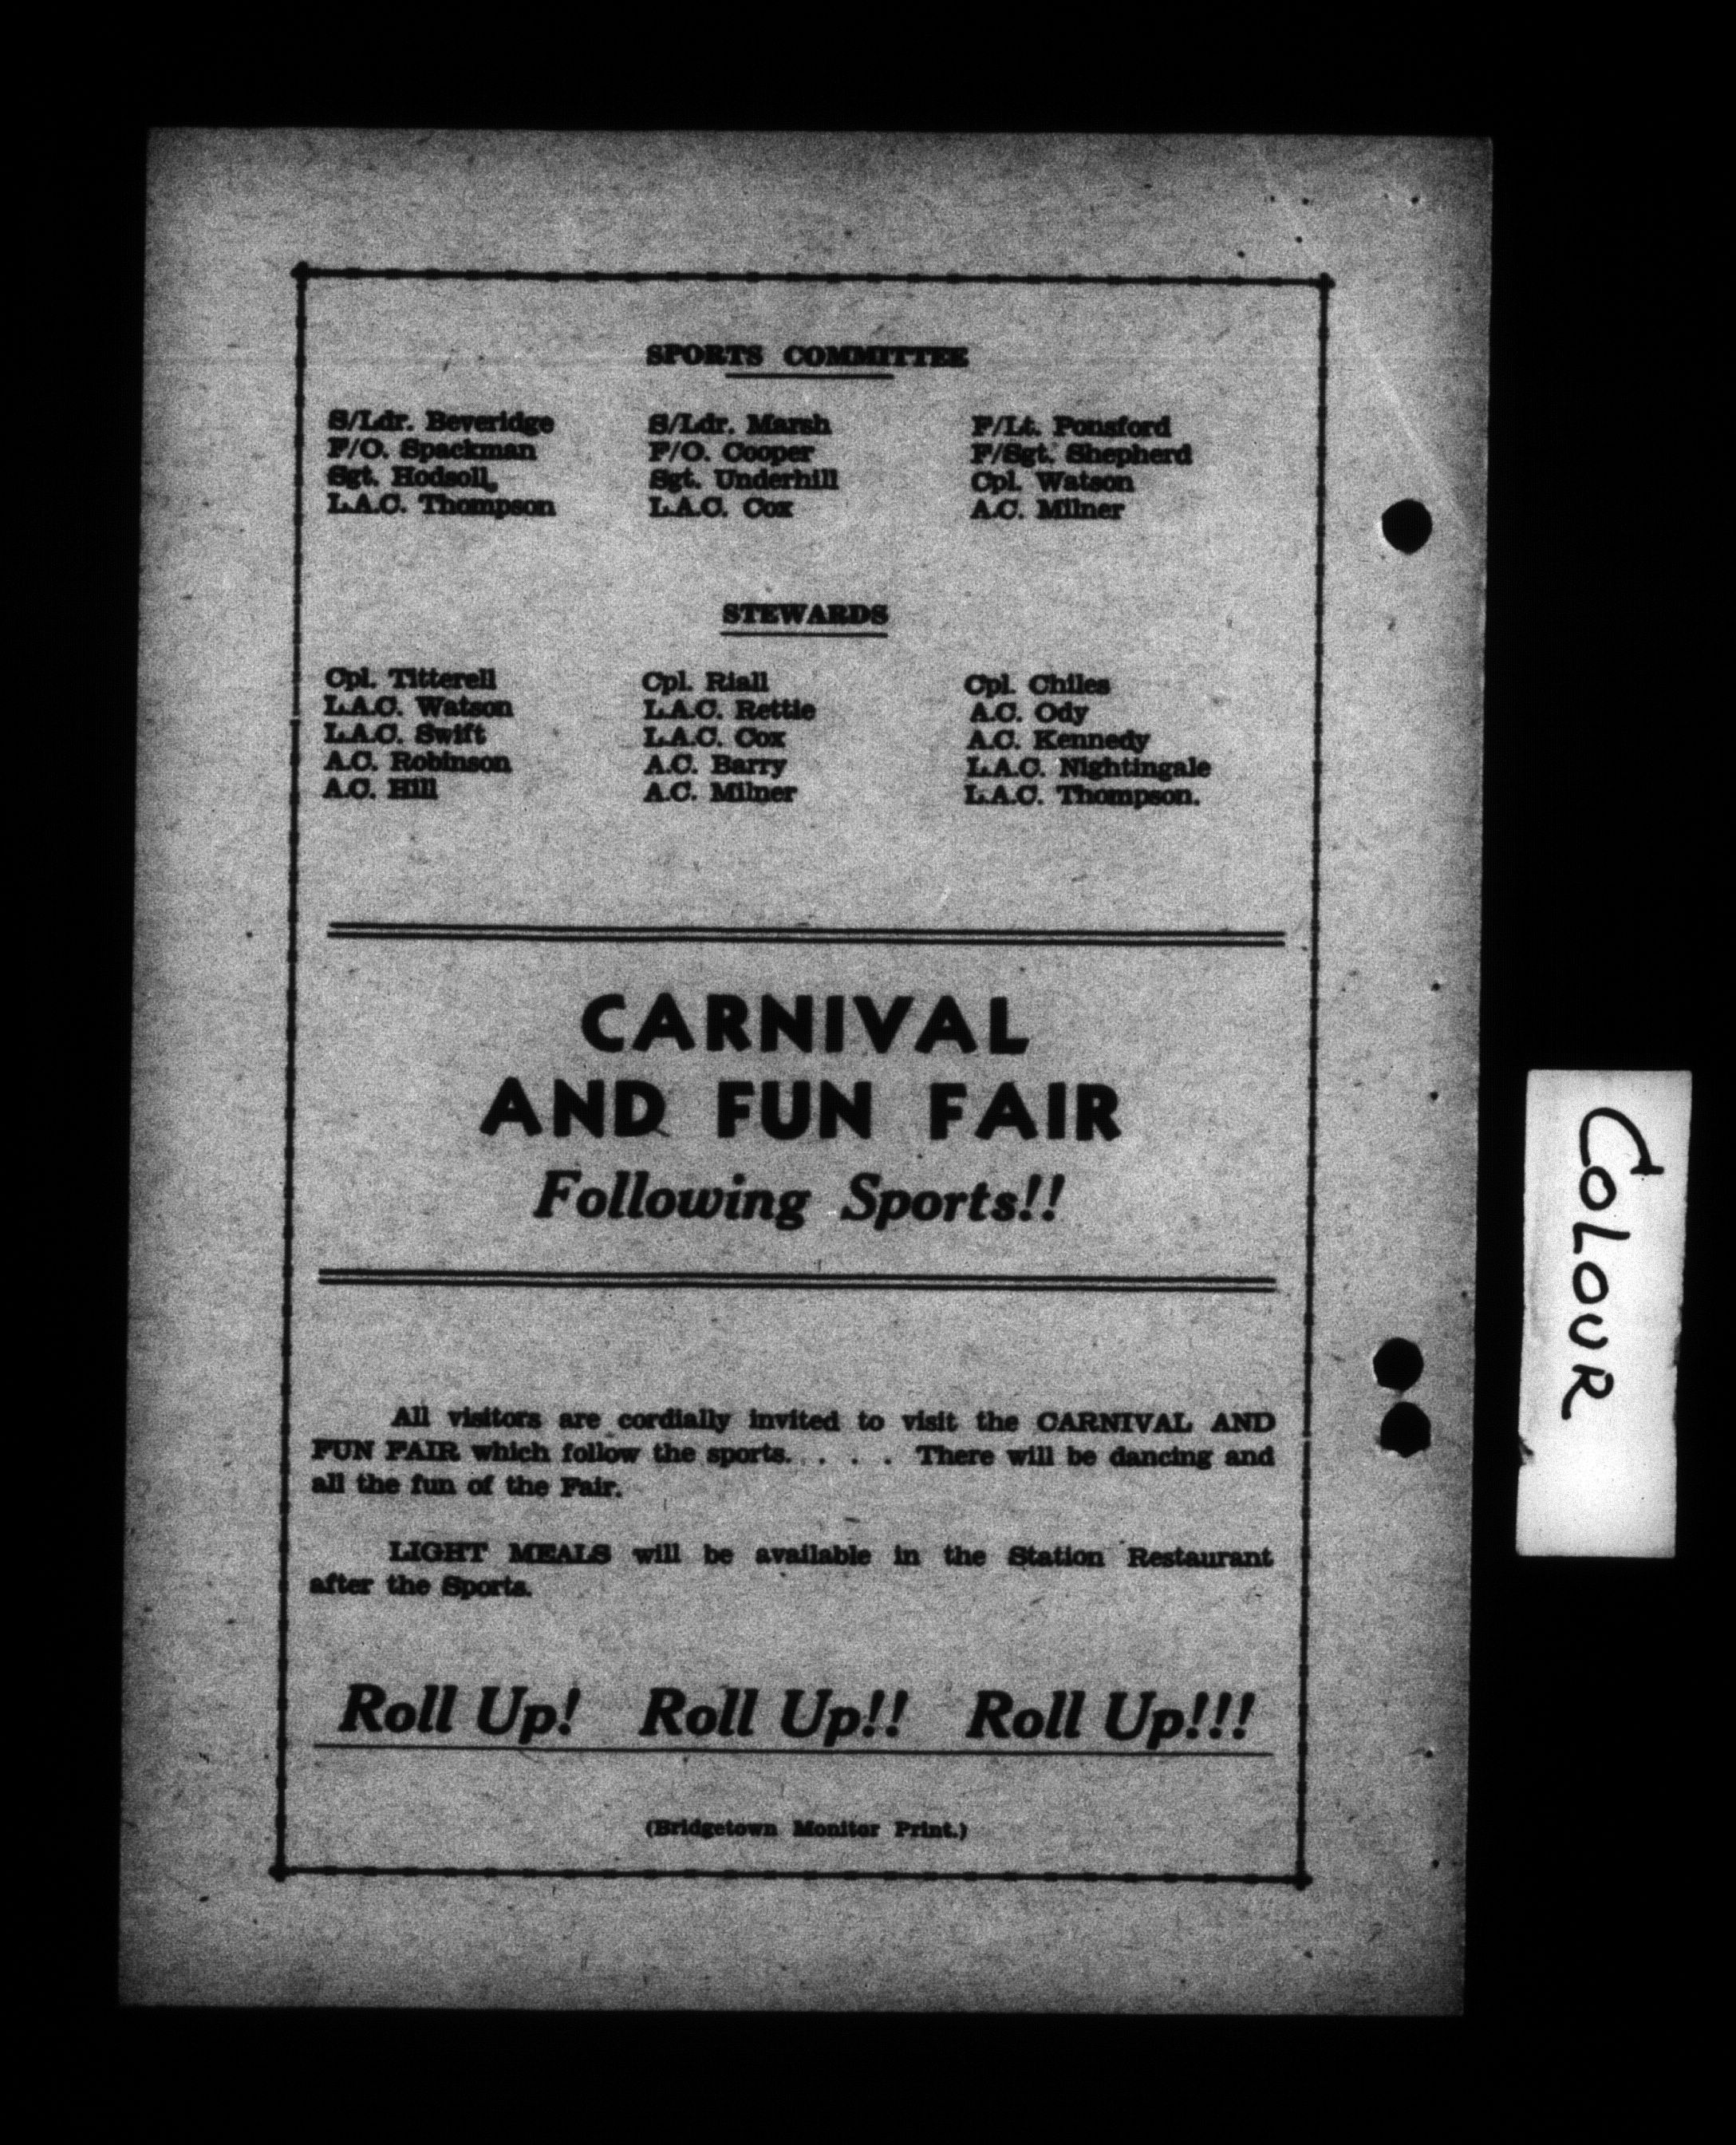 SPORTS COMMITTEE
S/Ldr. Beveridge S/Ldr. Marsh F/Lt. Ponsford
F/O. Spackman F/O. Cooper F/Sgt. Shepherd
Sgt. Hodsoll, Sgt. Underhill Cpl. Watson
L.A.C. Thompson L.A.C. Cox A.C. Milner
STEWARDS
Cpl. Titterell Cpl. Riall Cpl. Chiles
L.A.C. Watson L.A.C. Rettie A.C. Ody
L.A.C. Swift L.A.C. Cox A.C. Kennedy
A.C. Robinson A.C. Barry L.A.C. Nightingale
A.C. Hill A.C. Milner L.A.C. Thompson.
CARNIVAL
AND FUN FAIR
Following Sports!!
All visitors are cordially invited to visit the CARNIVAL AND
FUN FAIR which follow the sports. . . . . There will be dancing and
all the fun of the Fair.
LIGHT MEALS will be available in the Station Restaurant
after the Sports.
Roll Up! Roll Up!! Roll Up!!!
(Bridgetown Monitor Print.)
COLOUR